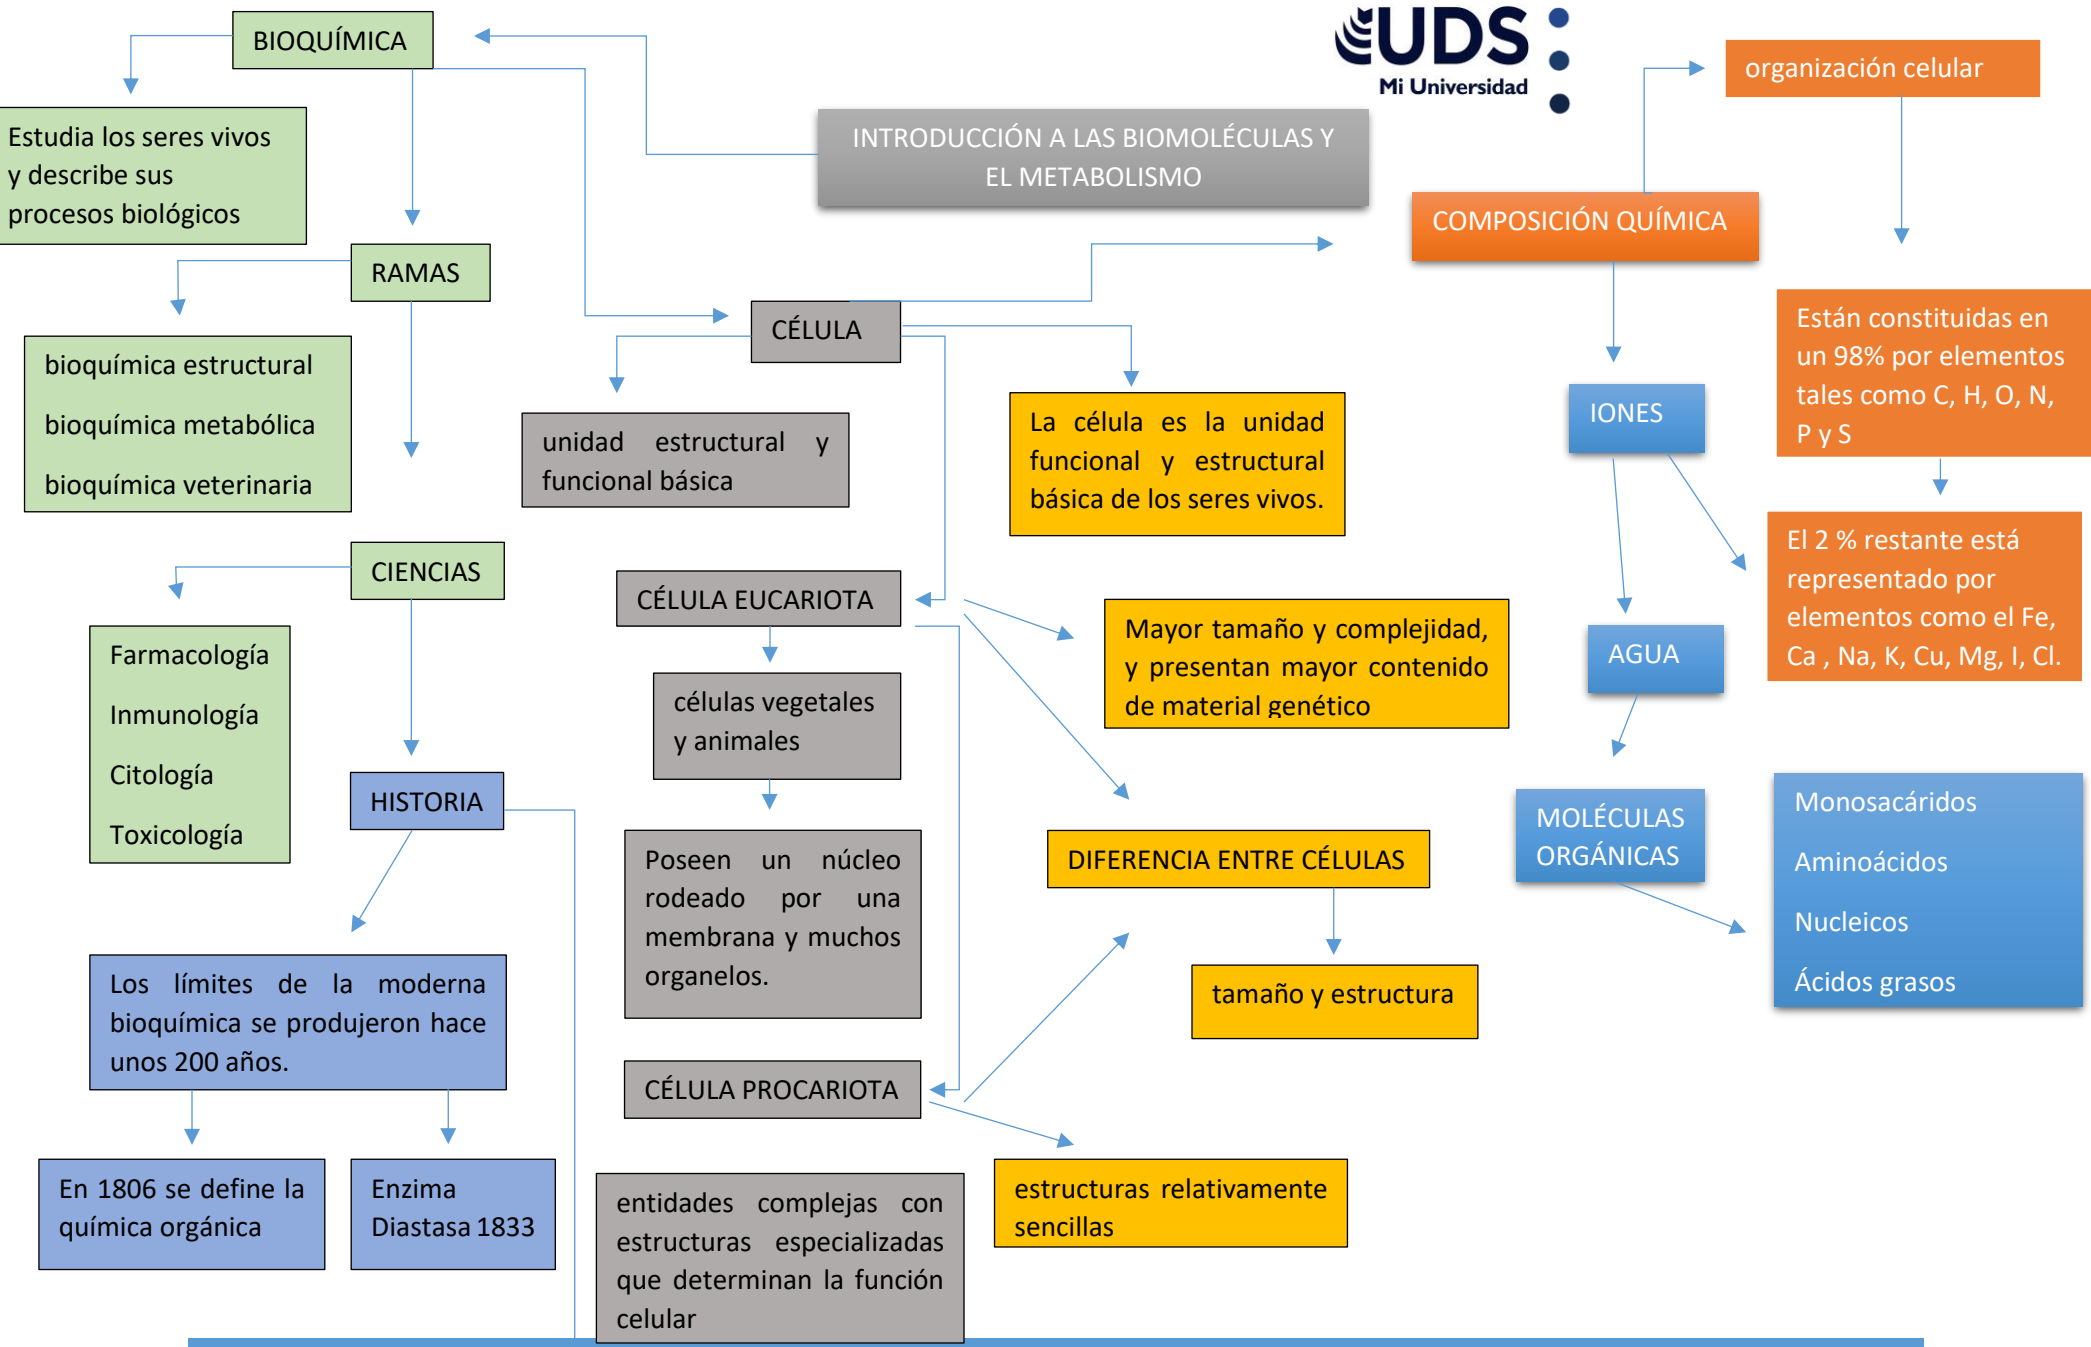 BIOQUÍMICA
UDS
Mi Universidad
organización celular
Estudia los seres vivos
y describe sus
procesos biológicos
INTRODUCCIÓN A LAS BIOMOLÉCULAS Y
EL METABOLISMO
COMPOSICIÓN QUÍMICA
RAMAS
CÉLULA
Están constituidas en
un 98% por elementos
tales como C, H, O, N,
P y S
bioquímica estructural
bioquímica metabólica
bioquímica veterinaria
unidad estructural y
funcional básica
La célula es la unidad
funcional y estructural
básica de los seres vivos.
IONES
El 2 % restante está
representado por
elementos como el Fe,
Ca , Na, K, Cu, Mg, I, Cl.
CIENCIAS
CÉLULA EUCARIOTA
Mayor tamaño y complejidad,
y presentan mayor contenido
de material genético
AGUA
Farmacología
Inmunología
Citología
Toxicología
células vegetales
y animales
HISTORIA
MOLÉCULAS
ORGÁNICAS
Monosacáridos
Aminoácidos
Nucleicos
Ácidos grasos
Poseen un núcleo
rodeado por una
membrana y muchos
organelos.
DIFERENCIA ENTRE CÉLULAS
tamaño y estructura
Los límites de la moderna
bioquímica se produjeron hace
unos 200 años.
CÉLULA PROCARIOTA
En 1806 se define la
química orgánica
Enzima
Diastasa 1833
entidades complejas con
estructuras especializadas
que determinan la función
celular
estructuras relativamente
sencillas